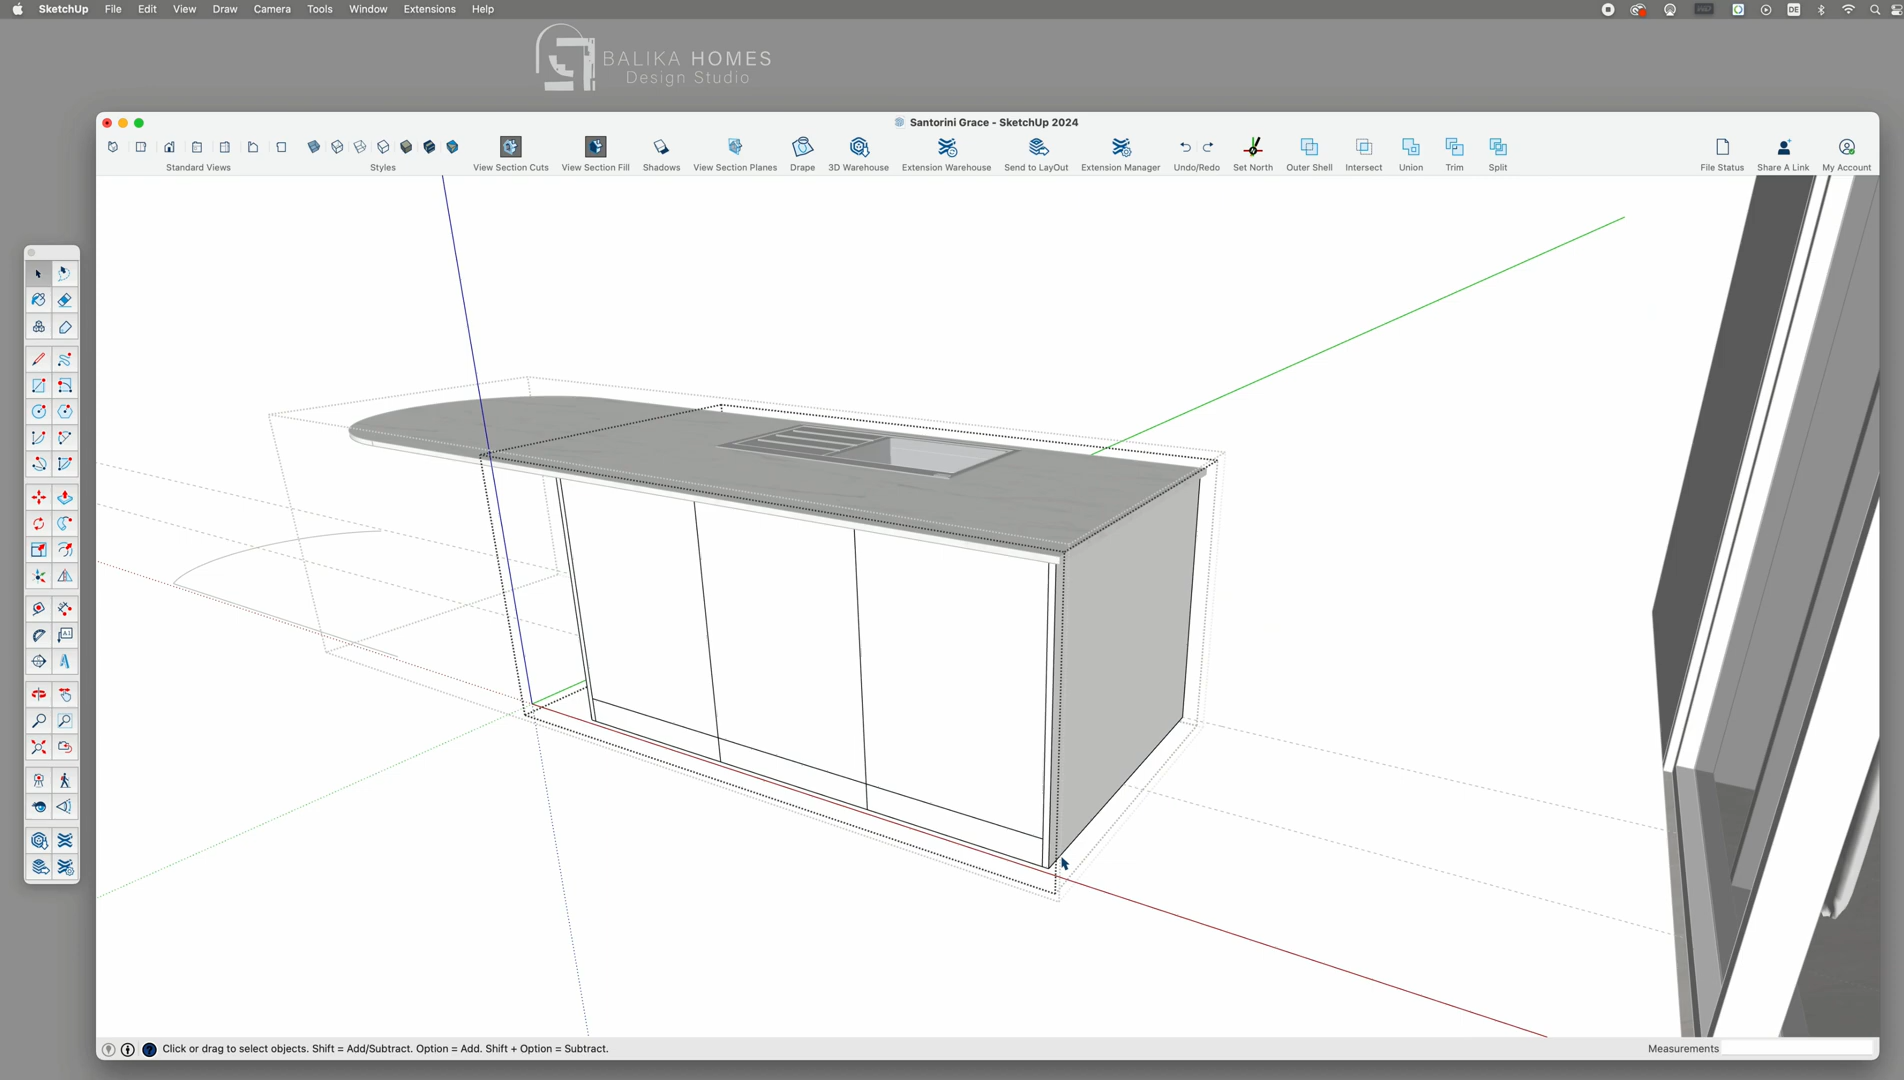 SketchUp File Edit View Draw Camera Tools Window Extensions Help
DE
BALIKA HOMES
Design Studio
Santorini Grace - SketchUp 2024
Standard Views Styles View Section Cuts View Section Fill Shadows View Section Planes Drape 3D Warehouse Extension Warehouse Send to LayOut Extension Manager Undo/Redo Set North Outer Shell Intersect Union Trim Split File Status Share A Link My Account
Click or drag to select objects. Shift = Add/Subtract. Option = Add. Shift + Option = Subtract.
Measurements